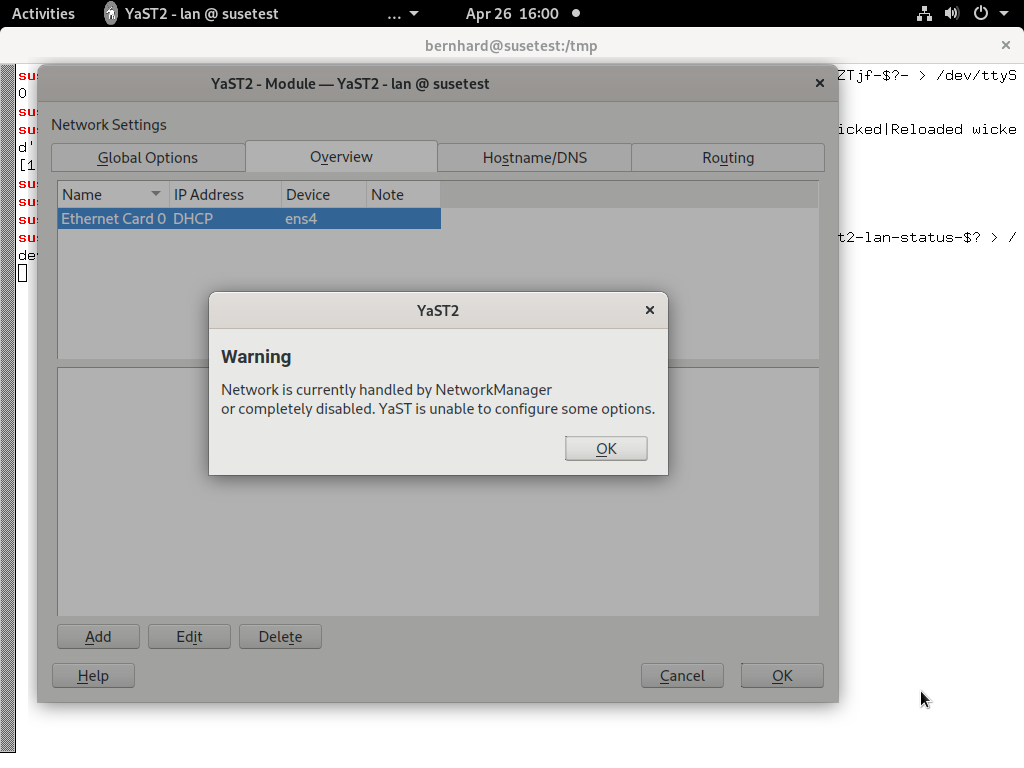 Activities YaST2 - lan @ susetest ... Apr 26 16:00
bernhard@susetest:/tmp ×
su ZTjf-$?- > /dev/ttyS
0
su
su icked|Reloaded wicke
d'
[1
su
su
su
su t2-lan-status-$? > /
de
YaST2 - Module — YaST2 - lan @ susetest ×
Network Settings
Global Options Overview Hostname/DNS Routing
Name IP Address Device Note
Ethernet Card 0 DHCP ens4
YaST2 ×
Warning
Network is currently handled by NetworkManager
or completely disabled. YaST is unable to configure some options.
OK
Add Edit Delete
Help Cancel OK